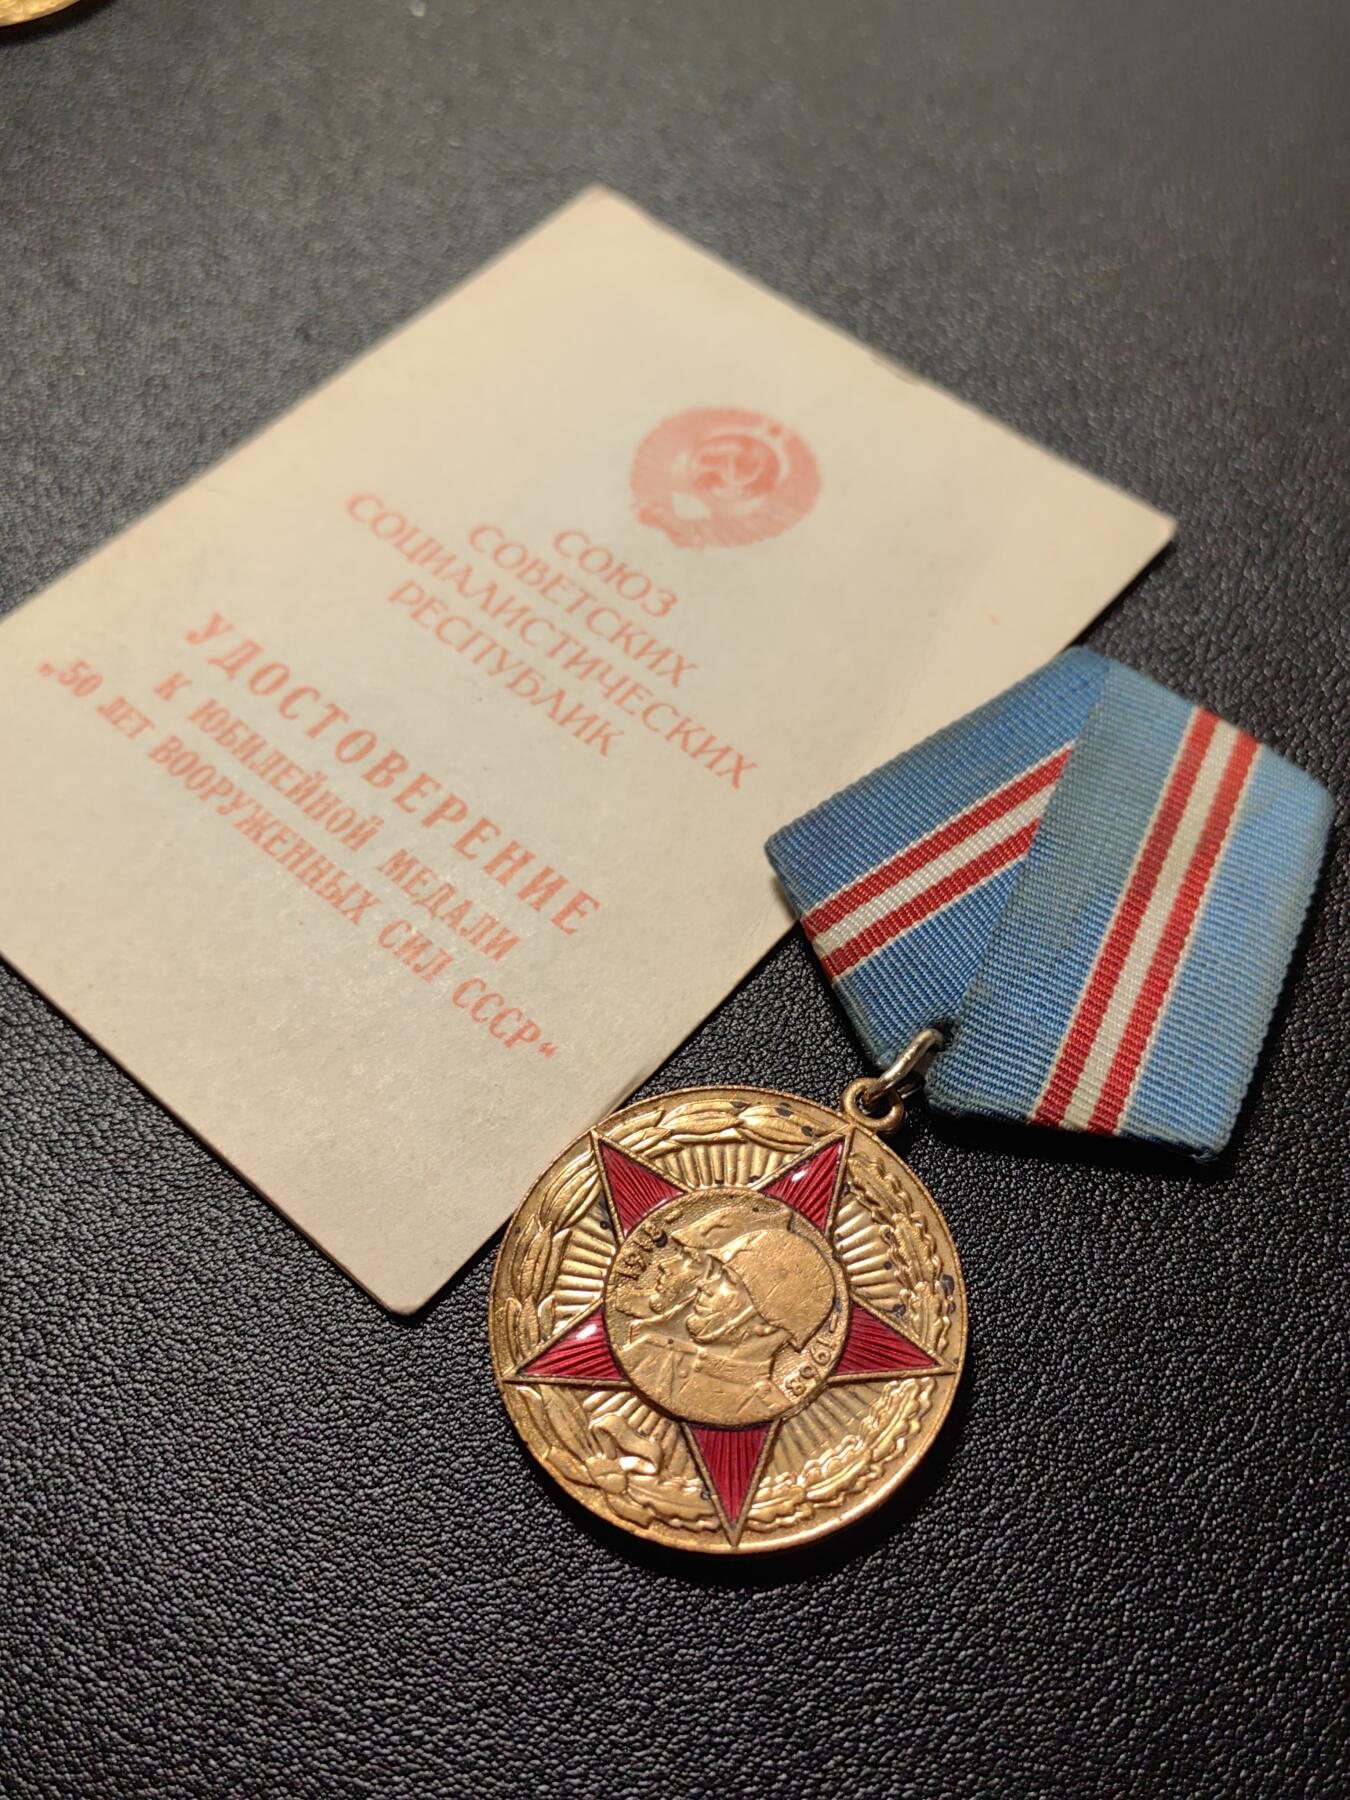 СОЮЗ
СОВЕТСКИХ
СОЦИАЛИСТИЧЕСКИХ
РЕСПУБЛИК
УДОСТОВЕРЕНИЕ
К ЮБИЛЕЙНОЙ МЕДАЛИ
„50 ЛЕТ ВООРУЖЕННЫХ СИЛ СССР“
1918
1968